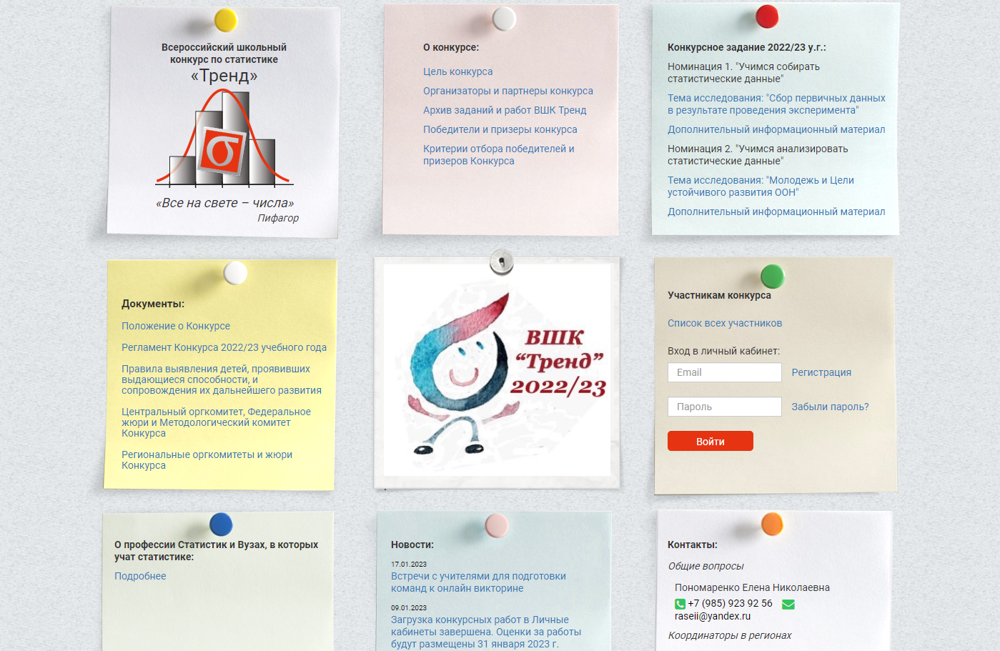 Всероссийский школьный
конкурс по статистике
«Тренд»
σ
«Все на свете – числа»
Пифагор
О конкурсе:
Цель конкурса
Организаторы и партнеры конкурса
Архив заданий и работ ВШК Тренд
Победители и призеры конкурса
Критерии отбора победителей и
призеров Конкурса
Конкурсное задание 2022/23 у.г.:
Номинация 1. "Учимся собирать
статистические данные"
Тема исследования: "Сбор первичных данных
в результате проведения эксперимента"
Дополнительный информационный материал
Номинация 2. "Учимся анализировать
статистические данные"
Тема исследования: "Молодежь и Цели
устойчивого развития ООН"
Дополнительный информационный материал
Документы:
Положение о Конкурсе
Регламент Конкурса 2022/23 учебного года
Правила выявления детей, проявивших
выдающиеся способности, и
сопровождения их дальнейшего развития
Центральный оргкомитет, Федеральное
жюри и Методологический комитет
Конкурса
Региональные оргкомитеты и жюри
Конкурса
ВШК
“Тренд”
2022/23
Участникам конкурса
Список всех участников
Вход в личный кабинет:
Email Регистрация
Пароль Забыли пароль?
Войти
О профессии Статистик и Вузах, в которых
учат статистике:
Подробнее
Новости:
17.01.2023
Встречи с учителями для подготовки
команд к онлайн викторине
09.01.2023
Загрузка конкурсных работ в Личные
кабинеты завершена. Оценки за работы
будут размещены 31 января 2023 г.
Контакты:
Общие вопросы
Пономаренко Елена Николаевна
+7 (985) 923 92 56
raseii@yandex.ru
Координаторы в регионах